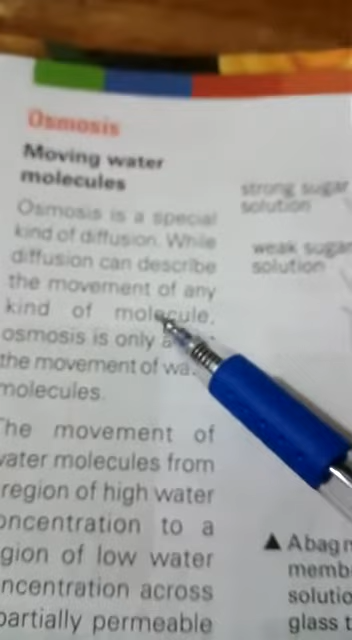 Osmosis
Moving water
molecules
Osmosis is a special
kind of diffusion. While
diffusion can describe
the movement of any
kind of molecule,
osmosis is only
the movement of
molecules.
The movement of
water molecules from
region of high water
oncentration to a
gion of low water
ncentration across
partially permeable
strong sugar
solution
weak sugar
solution
▲ A bag
memb
solutio
glass t